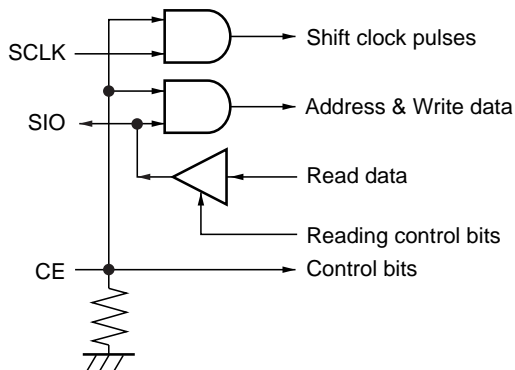 Shift clock pulses
SCLK
Address & Write data
SIO
Read data
Reading control bits
CE
Control bits